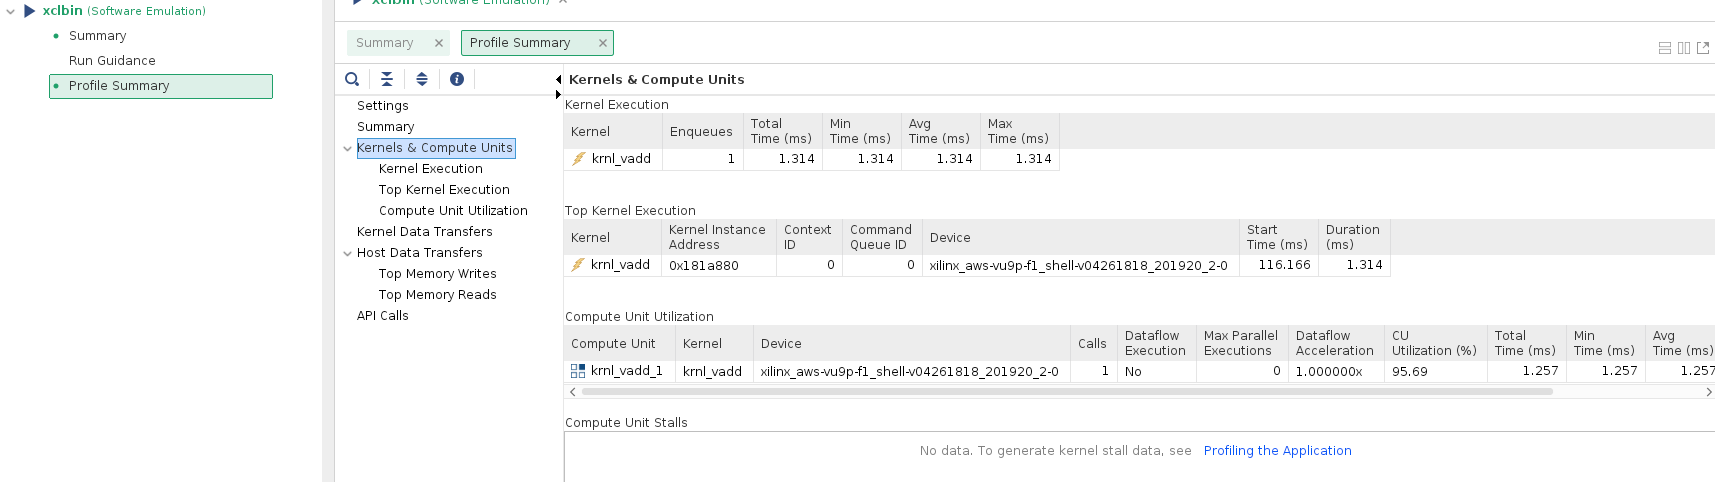 xclbin (Software Emulation)
Summary
Run Guidance
Profile Summary
xclbin (Software Emulation)
Summary
Profile Summary
Settings
Summary
Kernels & Compute Units
Kernel Execution
Top Kernel Execution
Compute Unit Utilization
Kernel Data Transfers
Host Data Transfers
Top Memory Writes
Top Memory Reads
API Calls
Kernels & Compute Units
Kernel Execution
Kernel Enqueues Total Time (ms) Min Time (ms) Avg Time (ms) Max Time (ms)
krnl_vadd 1 1.314 1.314 1.314 1.314
Top Kernel Execution
Kernel Kernel Instance Address Context ID Command Queue ID Device Start Time (ms) Duration (ms)
krnl_vadd 0x181a880 0 0 xilinx_aws-vu9p-f1_shell-v04261818_201920_2-0 116.166 1.314
Compute Unit Utilization
Compute Unit Kernel Device Calls Dataflow Execution Max Parallel Executions Dataflow Acceleration CU Utilization (%) Total Time (ms) Min Time (ms) Avg Time (ms)
krnl_vadd_1 krnl_vadd xilinx_aws-vu9p-f1_shell-v04261818_201920_2-0 1 No 0 1.000000x 95.69 1.257 1.257 1.257
Compute Unit Stalls
No data. To generate kernel stall data, see Profiling the Application